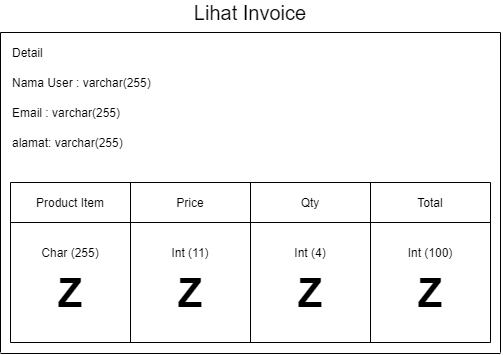 Lihat Invoice
Detail
Nama User : varchar(255)
Email : varchar(255)
alamat: varchar(255)
Product Item Price Qty Total
Char (255) Int (11) Int (4) Int (100)
Z Z Z Z